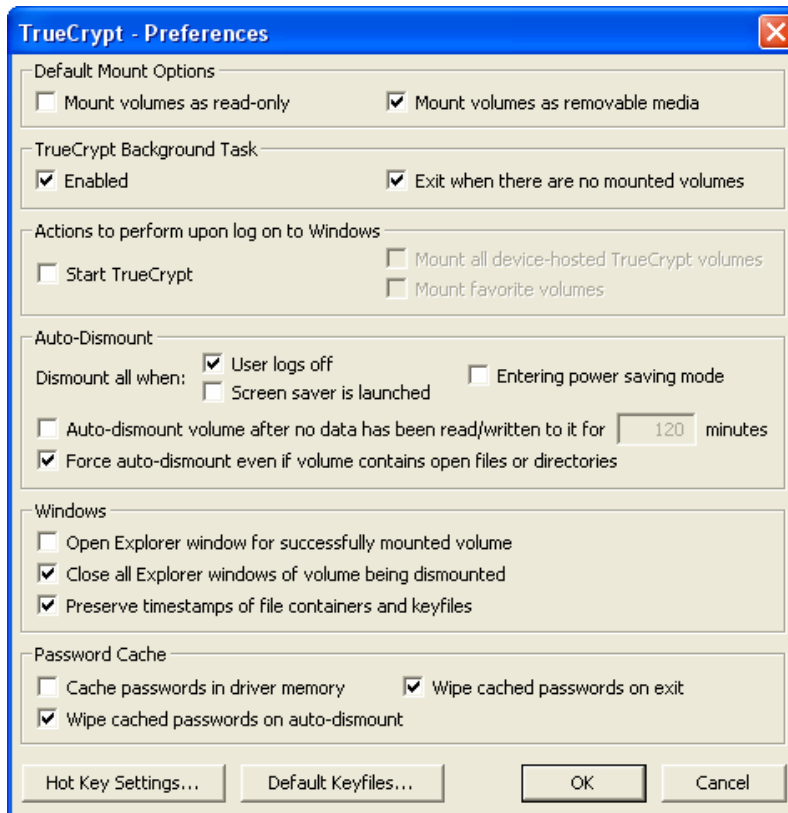 TrueCrypt - Preferences
Default Mount Options
Mount volumes as read-only
Mount volumes as removable media
TrueCrypt Background Task
Enabled
Exit when there are no mounted volumes
Actions to perform upon log on to Windows
Start TrueCrypt
Mount all device-hosted TrueCrypt volumes
Mount favorite volumes
Auto-Dismount
Dismount all when:
User logs off
Screen saver is launched
Entering power saving mode
Auto-dismount volume after no data has been read/written to it for 120 minutes
Force auto-dismount even if volume contains open files or directories
Windows
Open Explorer window for successfully mounted volume
Close all Explorer windows of volume being dismounted
Preserve timestamps of file containers and keyfiles
Password Cache
Cache passwords in driver memory
Wipe cached passwords on exit
Wipe cached passwords on auto-dismount
Hot Key Settings...
Default Keyfiles...
OK
Cancel